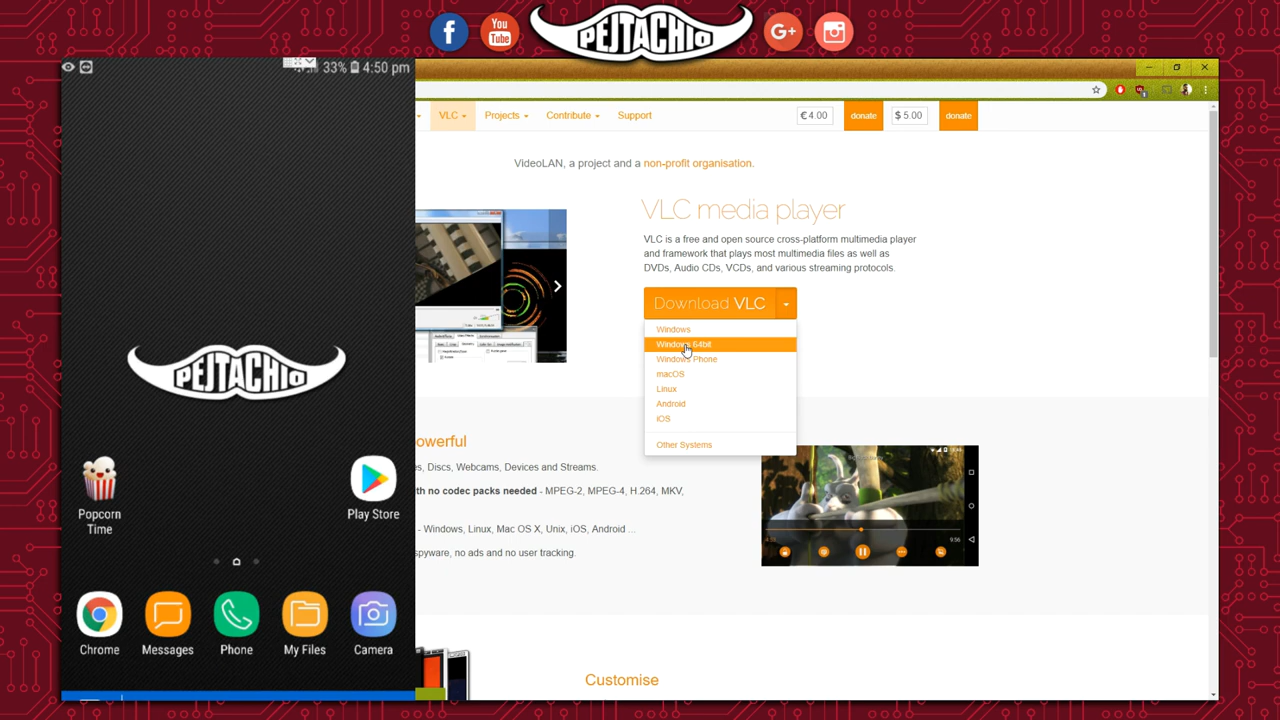 You
Tube
PEJTACHIO
G+
33% 4:50 pm
VLC
Projects
Contribute
Support
€ 4.00
donate
$ 5.00
donate
VideoLAN, a project and a non-profit organisation.
VLC media player
VLC is a free and open source cross-platform multimedia player
and framework that plays most multimedia files as well as
DVDs, Audio CDs, VCDs, and various streaming protocols.
Download VLC
Windows
Windows 64bit
Windows Phone
macOS
Linux
Android
iOS
Other Systems
PEJTACHIO
Popcorn
Time
Play Store
Chrome
Messages
Phone
My Files
Camera
owerful
s, Discs, Webcams, Devices and Streams.
th no codec packs needed - MPEG-2, MPEG-4, H.264, MKV,
- Windows, Linux, Mac OS X, Unix, iOS, Android ...
pyware, no ads and no user tracking.
9:56
Customise